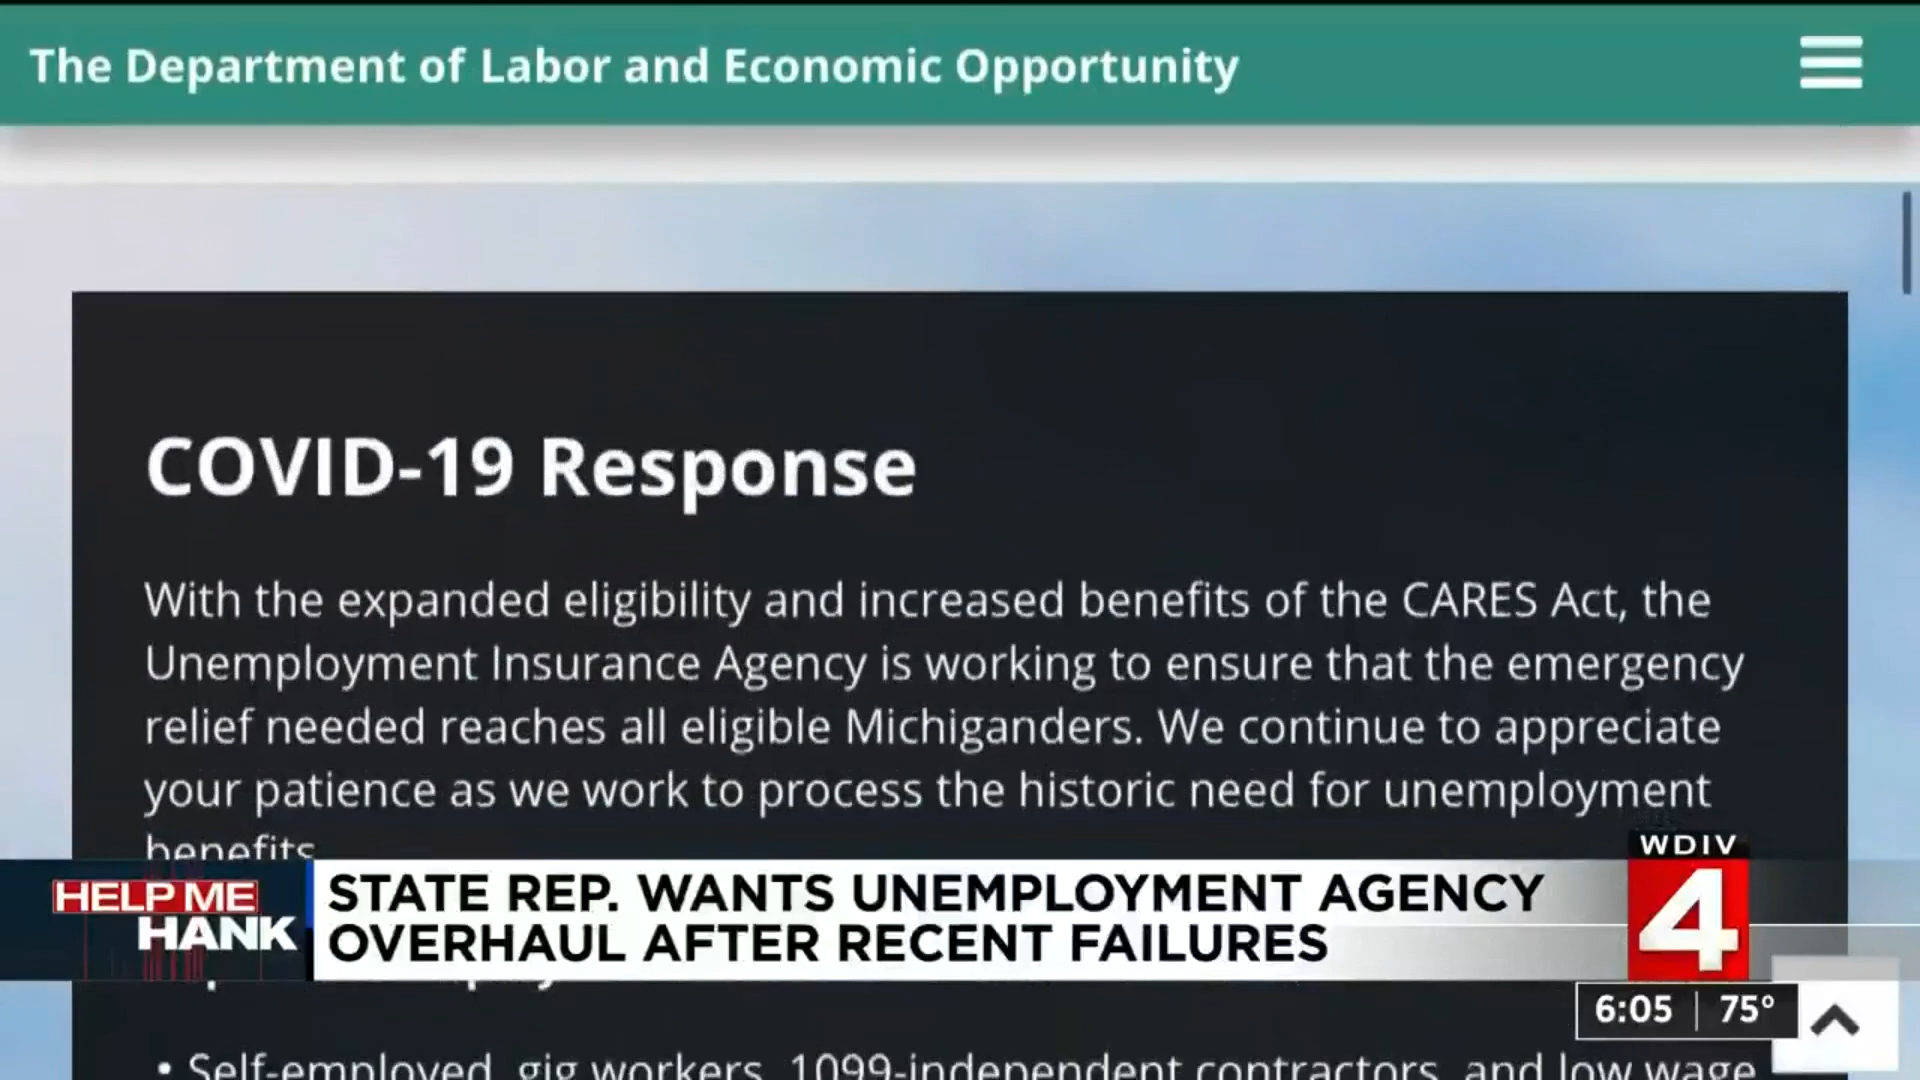 The Department of Labor and Economic Opportunity
COVID-19 Response
With the expanded eligibility and increased benefits of the CARES Act, the
Unemployment Insurance Agency is working to ensure that the emergency
relief needed reaches all eligible Michiganders. We continue to appreciate
your patience as we work to process the historic need for unemployment
benefits.
HELP ME
HANK
STATE REP. WANTS UNEMPLOYMENT AGENCY
OVERHAUL AFTER RECENT FAILURES
WDIV
4
6:05 | 75°
• Self-employed, gig workers, 1099-independent contractors, and low wage